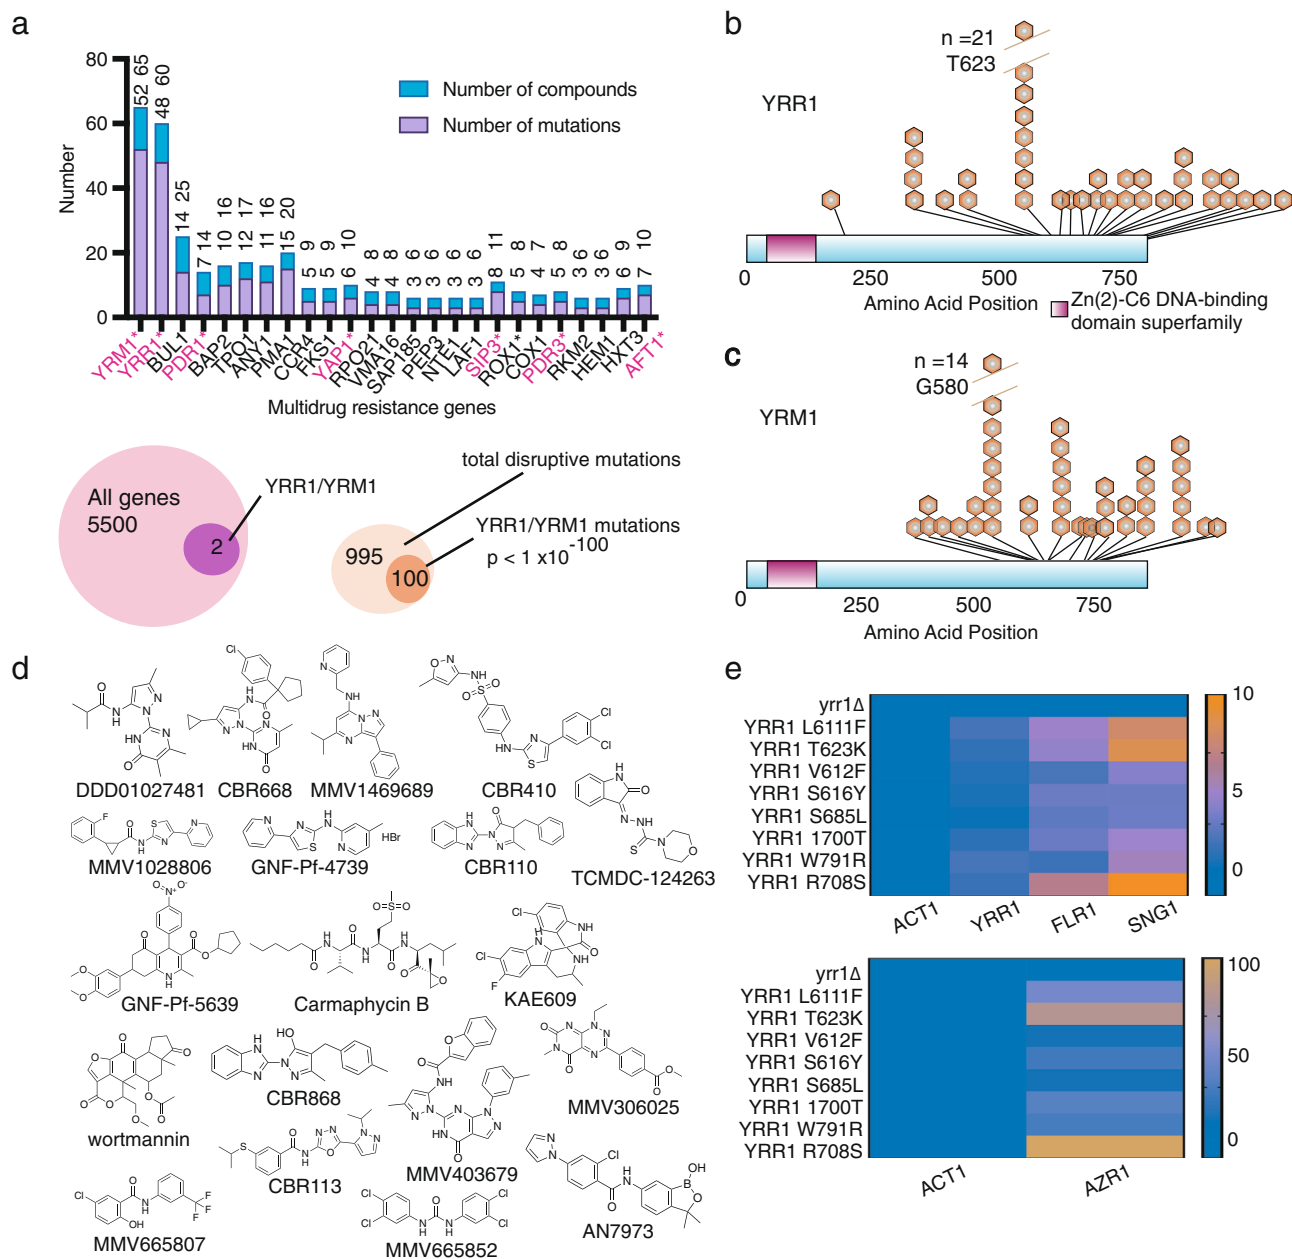 a
80
60
40
20
0
Number
52 65
48 60
14 25
7 14
10 16
12 17
11 16
15 20
5 9
5 9
6 10
4 8
4 8
3 6
3 6
3 6
3 6
8 11
5 8
4 7
5 8
3 6
3 6
6 9
7 10
Number of compounds
Number of mutations
YRM1*
YRR1*
BUL1
PDR1*
BAP2
TPO1
ANY1
PMA1
CCR4
FKS1
YAP1*
RPO21
VMA16
SAP185
PEP3
NTE1
LAF1
SIP3*
ROX1*
COX1
PDR3*
RKM2
HEM1
HXT3
AFT1*
Multidrug resistance genes
All genes
5500
2
YRR1/YRM1
total disruptive mutations
995
100
YRR1/YRM1 mutations
p < 1 x10-100
b
n =21
T623
YRR1
0 250 500 750
Amino Acid Position
Zn(2)-C6 DNA-binding
domain superfamily
c
n =14
G580
YRM1
0 250 500 750
Amino Acid Position
d
DDD01027481
CBR668
MMV1469689
CBR410
MMV1028806
GNF-Pf-4739
HBr
CBR110
TCMDC-124263
GNF-Pf-5639
Carmaphycin B
KAE609
wortmannin
CBR868
MMV403679
MMV306025
CBR113
MMV665807
MMV665852
AN7973
e
yrr1Δ
YRR1 L6111F
YRR1 T623K
YRR1 V612F
YRR1 S616Y
YRR1 S685L
YRR1 1700T
YRR1 W791R
YRR1 R708S
ACT1 YRR1 FLR1 SNG1
10
5
0
yrr1Δ
YRR1 L6111F
YRR1 T623K
YRR1 V612F
YRR1 S616Y
YRR1 S685L
YRR1 1700T
YRR1 W791R
YRR1 R708S
ACT1 AZR1
100
50
0